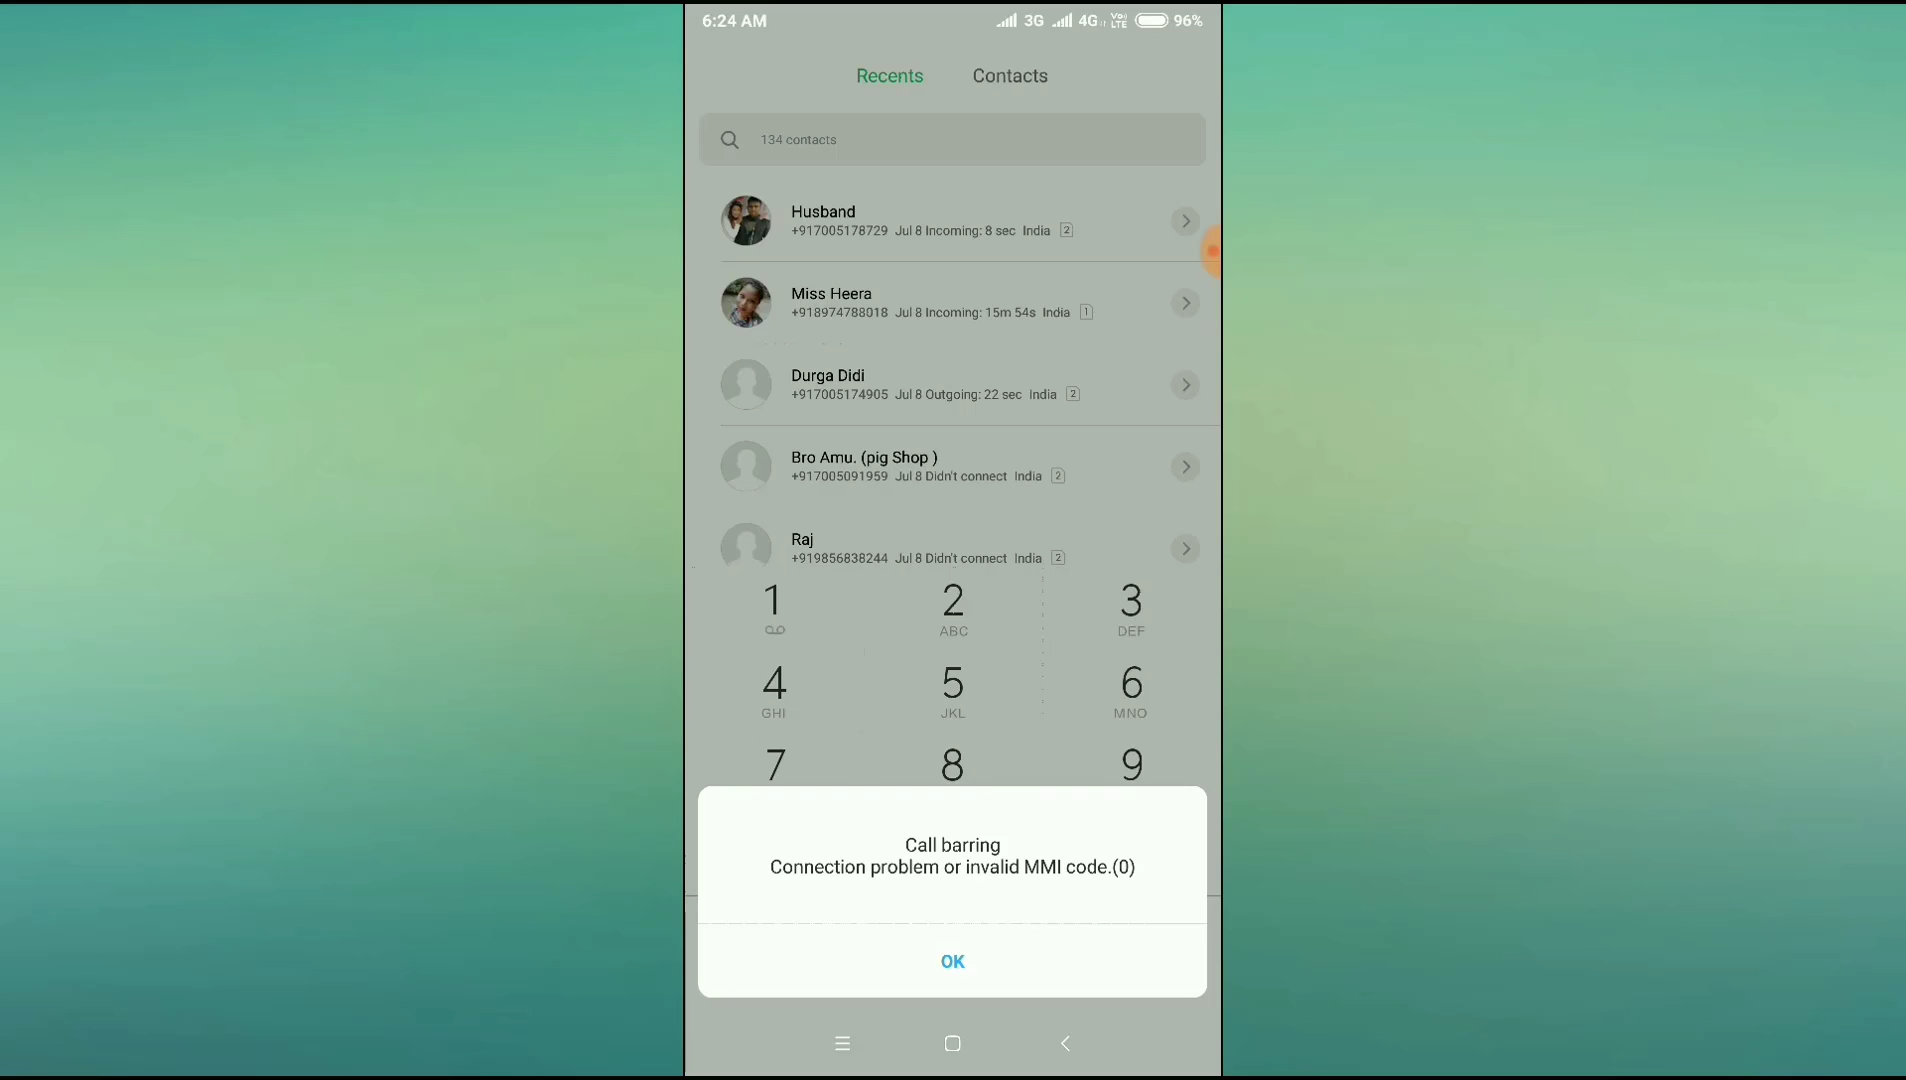 6:24 AM 3G 4G Vo) LTE 96%
Recents Contacts
134 contacts
Husband
+917005178729 Jul 8 Incoming: 8 sec India 2
Miss Heera
+918974788018 Jul 8 Incoming: 15m 54s India 1
Durga Didi
+917005174905 Jul 8 Outgoing: 22 sec India 2
Bro Amu. (pig Shop )
+917005091959 Jul 8 Didn't connect India 2
Raj
+919856838244 Jul 8 Didn't connect India 2
1 2 3
ABC DEF
4 5 6
GHI JKL MNO
7 8 9
Call barring
Connection problem or invalid MMI code.(0)
OK